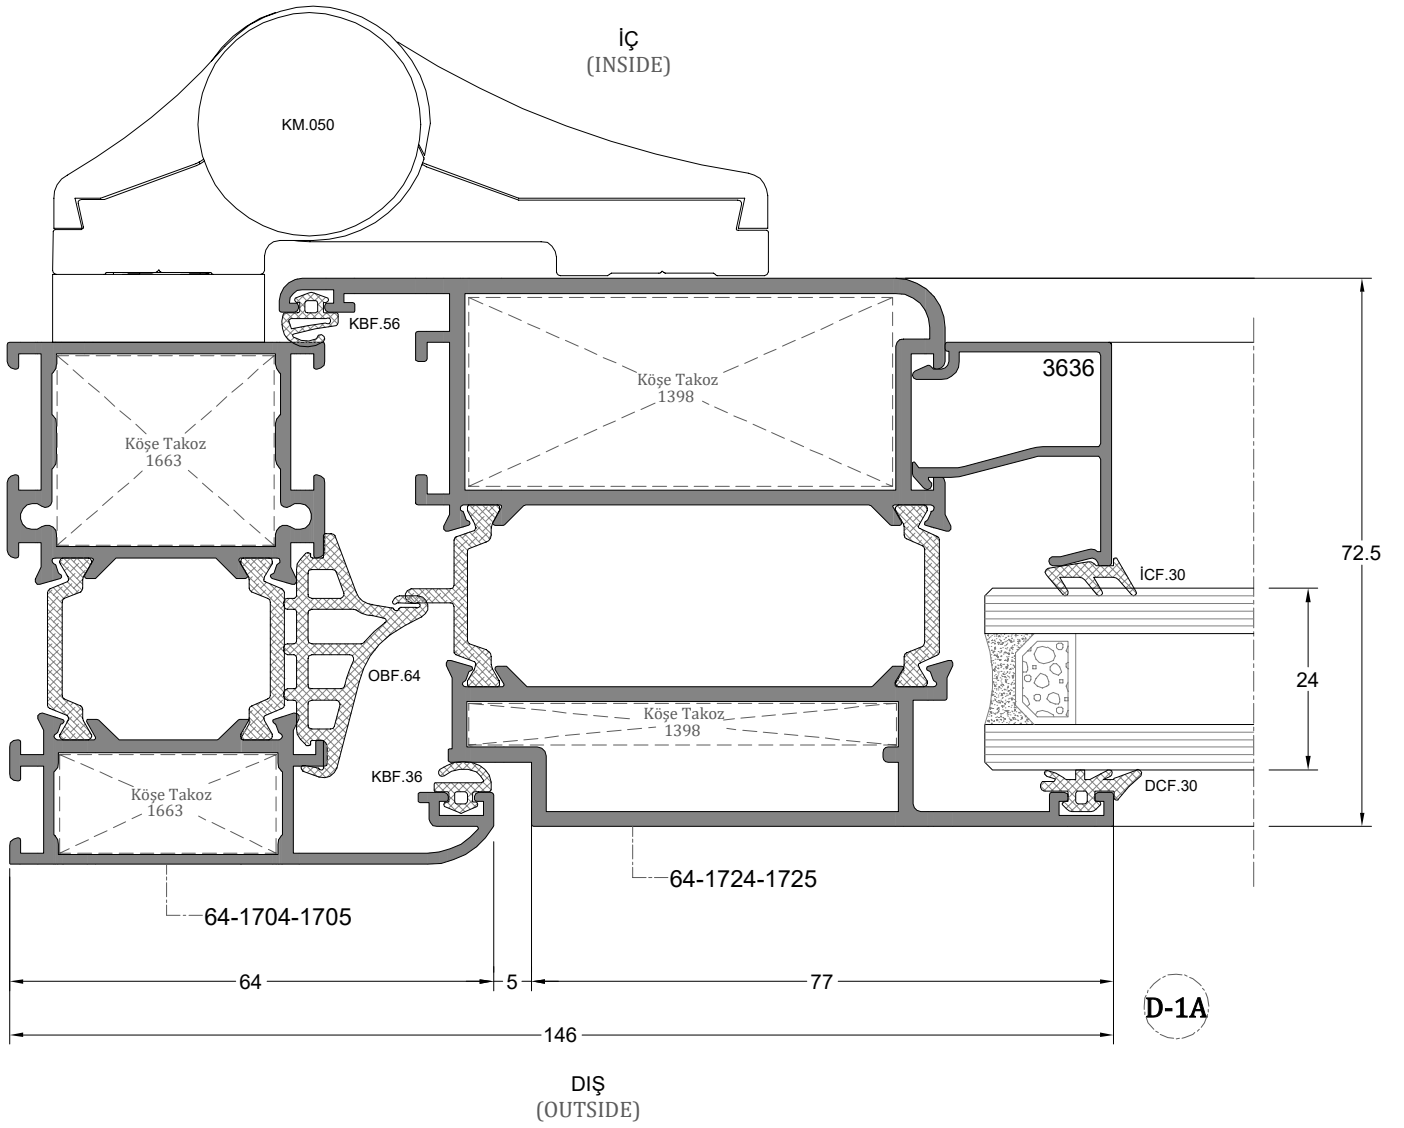 İÇ
(INSIDE)
KM.050
KBF.56
3636
Köşe Takoz
1398
Köşe Takoz
1663
72.5
İCF.30
OBF.64
24
Köşe Takoz
1398
KBF.36
DCF.30
Köşe Takoz
1663
64-1724-1725
64-1704-1705
64
5
77
D-1A
146
DIŞ
(OUTSIDE)